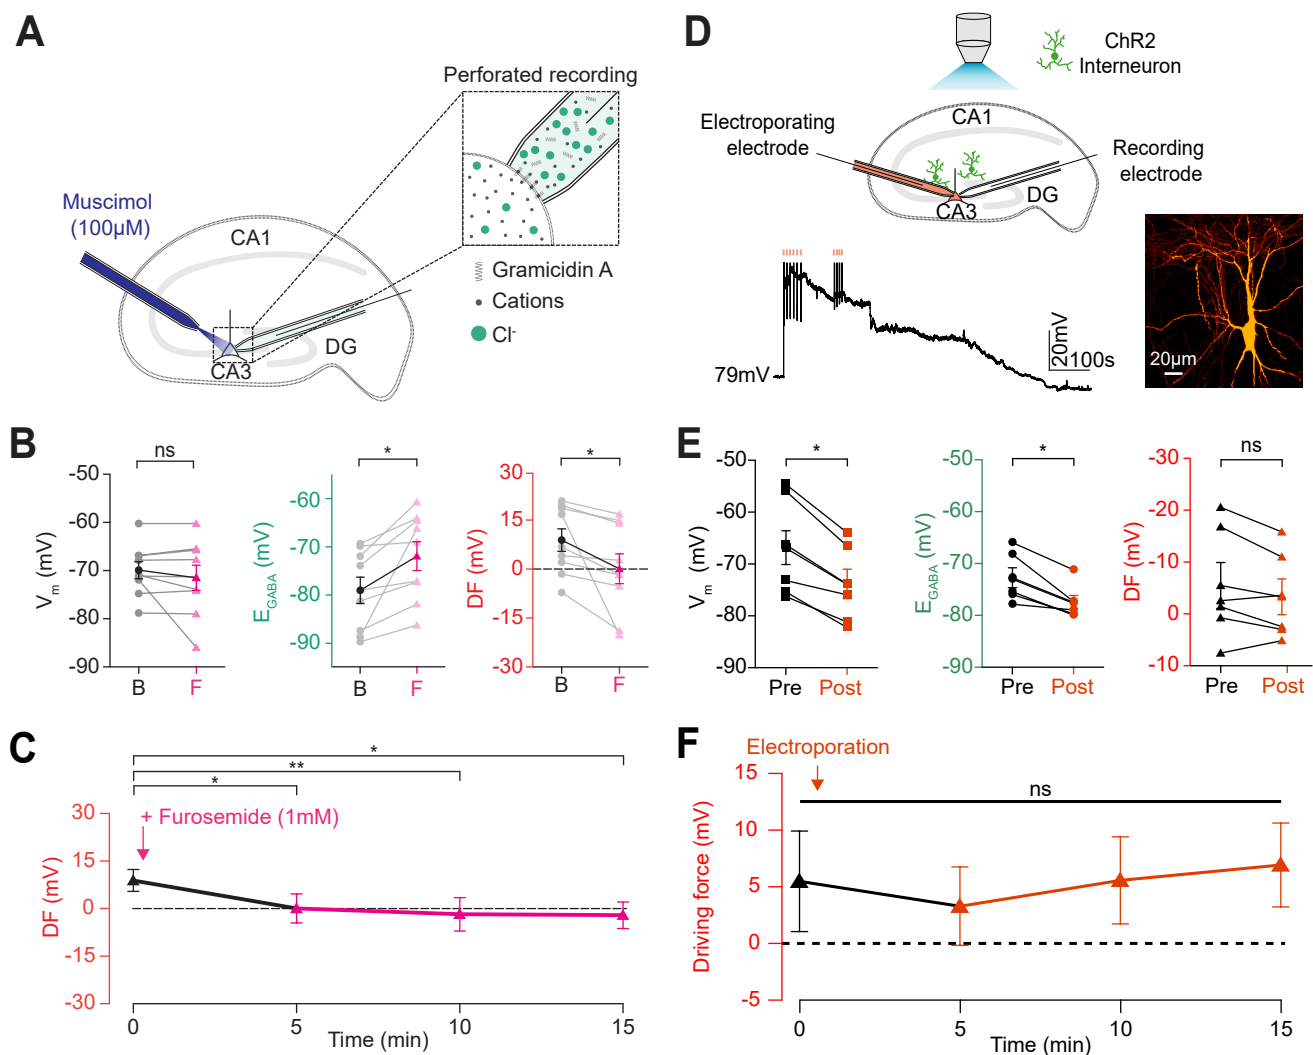 A
Perforated recording
Muscimol
(100µM)
CA1
DG
CA3
Gramicidin A
Cations
Cl-
D
ChR2
Interneuron
Electroporating
electrode
CA1
Recording
electrode
DG
CA3
79mV
20mV
100s
20µm
B
ns
-50
-60
-70
-80
-90
Vm (mV)
B
F
*
-60
-70
-80
-90
EGABA (mV)
B
F
*
30
15
0
-15
-30
DF (mV)
B
F
E
*
-50
-60
-70
-80
-90
Vm (mV)
Pre
Post
*
-50
-60
-70
-80
-90
EGABA (mV)
Pre
Post
ns
-30
-20
-10
0
-10
DF (mV)
Pre
Post
C
*
**
*
+ Furosemide (1mM)
30
15
0
-15
-30
DF (mV)
0
5
10
15
Time (min)
F
Electroporation
ns
15
10
5
0
-5
Driving force (mV)
0
5
10
15
Time (min)